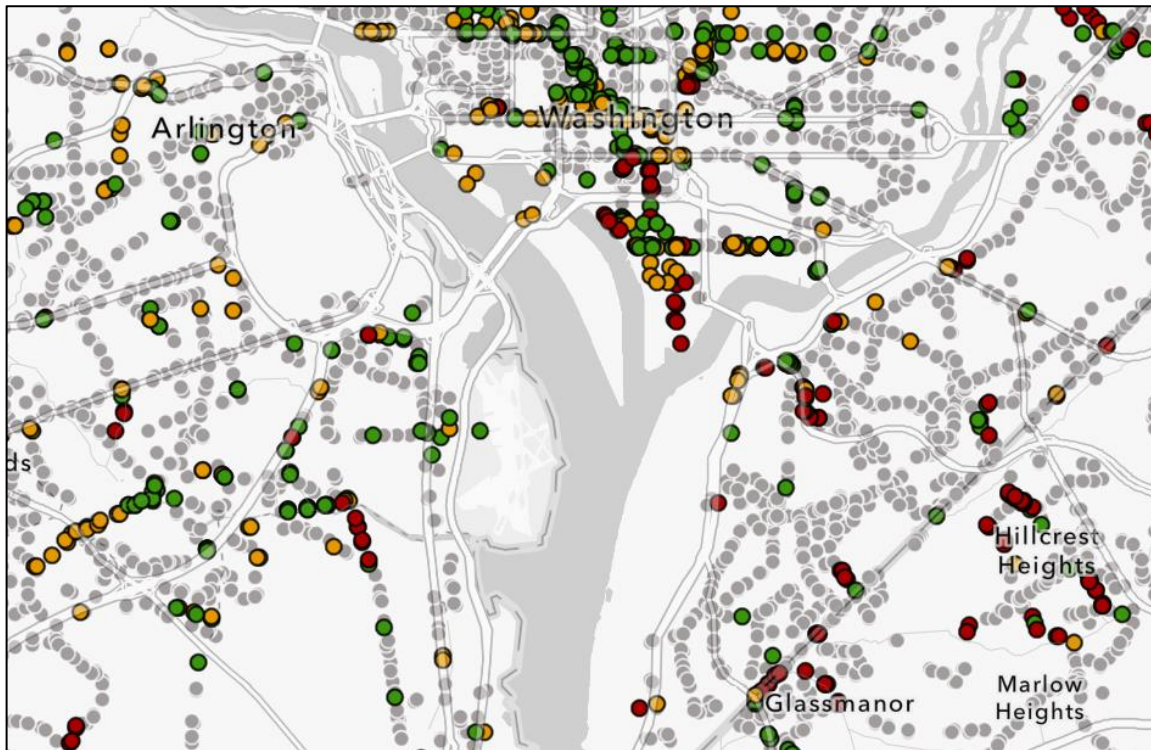 Arlington
Washington
ds
Hillcrest
Heights
Glassmanor
Marlow
Heights